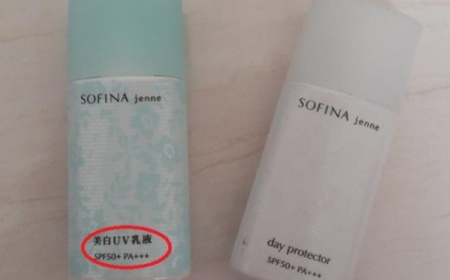 SOFINA jenne
美白UV乳液
SPF50+ PA+++
SOFINA jenne
day protector
SPF50+ PA+++